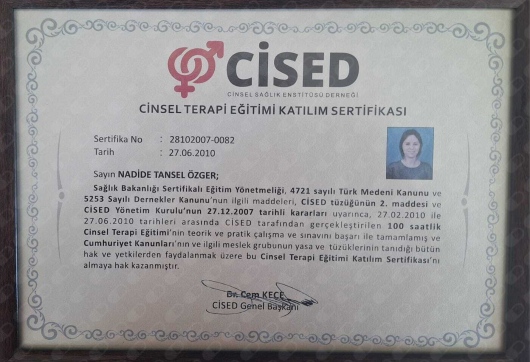 CİSED
CİNSEL SAĞLIK ENSTİTÜSÜ DERNEĞİ
CİNSEL TERAPİ EĞİTİMİ KATILIM SERTİFİKASI
Sertifika No : 28102007-0082
Tarih : 27.06.2010
Sayın NADİDE TANSEL ÖZGER;
Sağlık Bakanlığı Sertifikalı Eğitim Yönetmeliği, 4721 sayılı Türk Medeni Kanunu ve
5253 Sayılı Dernekler Kanunu'nun ilgili maddeleri, CİSED tüzüğünün 2. maddesi ve
CİSED Yönetim Kurulu'nun 27.12.2007 tarihli kararları uyarınca, 27.02.2010 ile
27.06.2010 tarihleri arasında CİSED tarafından gerçekleştirilen 100 saatlik
Cinsel Terapi Eğitimi'nin teorik ve pratik çalışma ve sınavını başarı ile tamamlamış ve
Cumhuriyet Kanunları'nın ve ilgili meslek grubunun yasa ve tüzüklerinin tanıdığı bütün
hak ve yetkilerden faydalanmak üzere bu Cinsel Terapi Eğitimi Katılım Sertifikası'nı
almaya hak kazanmıştır.
Dr. Cem KEÇE
CİSED Genel Başkanı